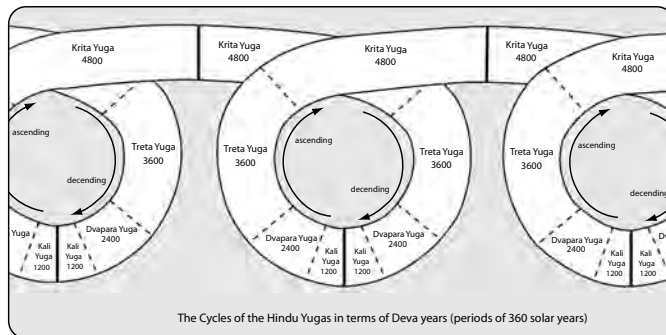 Krita Yuga
4800
Krita Yuga
4800
Krita Yuga
4800
Krita Yuga
4800
Krita Yuga
4800
Treta Yuga
3600
ascending
decending
Yuga
Kali
Yuga
1200
Kali
Yuga
1200
Dvapara Yuga
2400
Treta Yuga
3600
ascending
decending
Treta Yuga
3600
Dvapara Yuga
2400
Kali
Yuga
1200
Kali
Yuga
1200
Dvapara Yuga
2400
Treta Yuga
3600
ascending
decending
Dvapara Yuga
2400
Kali
Yuga
1200
Kali
Yuga
1200
The Cycles of the Hindu Yugas in terms of Deva years (periods of 360 solar years)